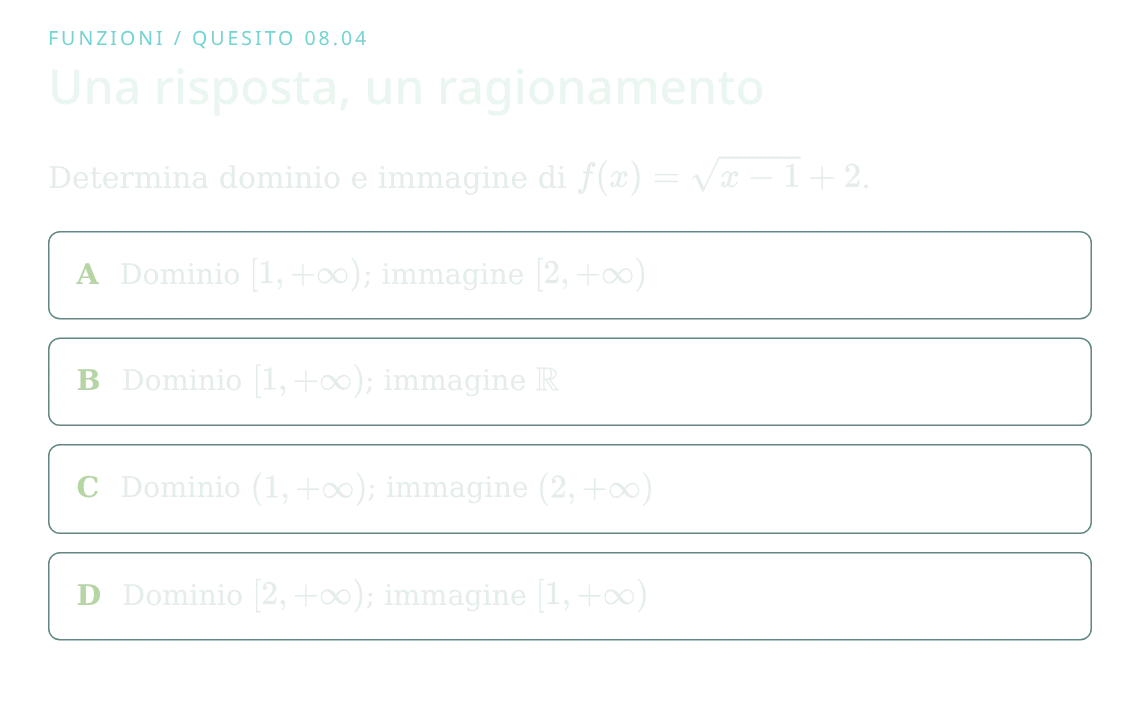 FUNZIONI / QUESITO 08.04
Una risposta, un ragionamento
Determina dominio e immagine di f(x) = √(x − 1) + 2.
A Dominio [1, +∞); immagine [2, +∞)
B Dominio [1, +∞); immagine ℝ
C Dominio (1, +∞); immagine (2, +∞)
D Dominio [2, +∞); immagine [1, +∞)